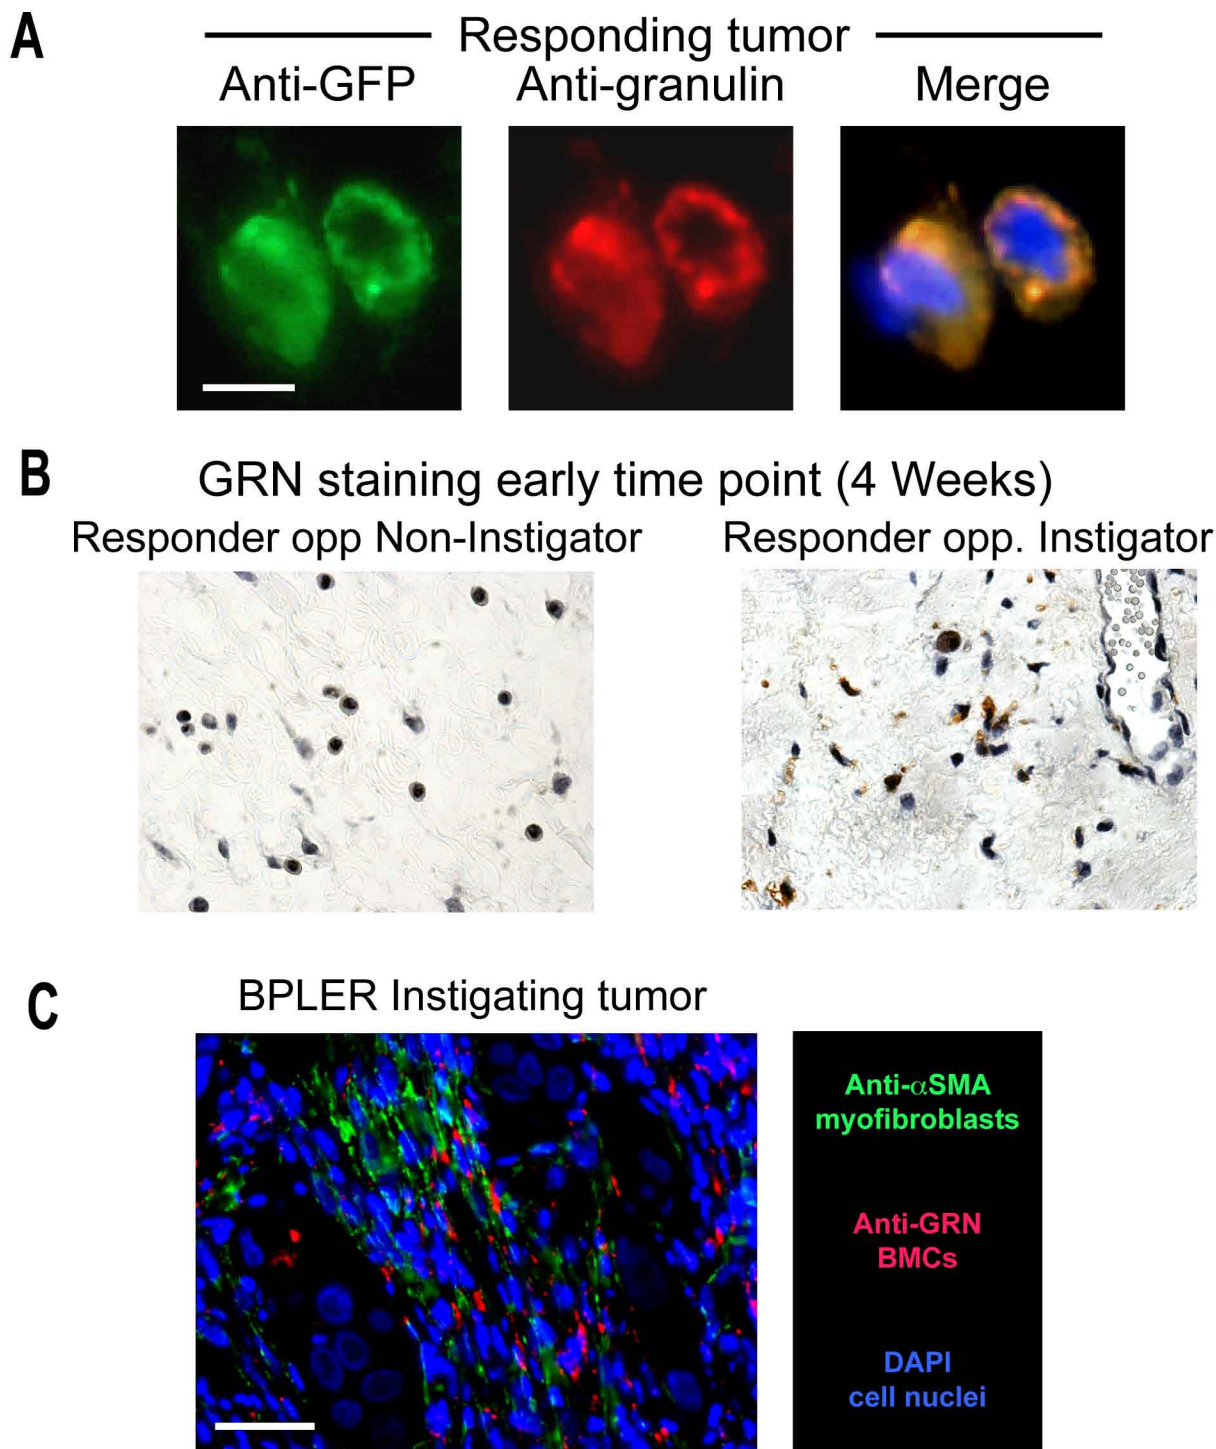 A
Responding tumor
Anti-GFP Anti-granulin Merge
B
GRN staining early time point (4 Weeks)
Responder opp Non-Instigator Responder opp. Instigator
C
BPLER Instigating tumor
Anti-αSMA
myofibroblasts
Anti-GRN
BMCs
DAPI
cell nuclei